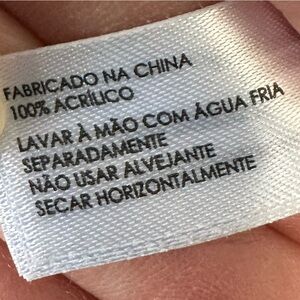 FABRICADO NA CHINA
100% ACRÍLICO
LAVAR À MÃO COM ÁGUA FRIA
SEPARADAMENTE
NÃO USAR ALVEJANTE
SECAR HORIZONTALMENTE